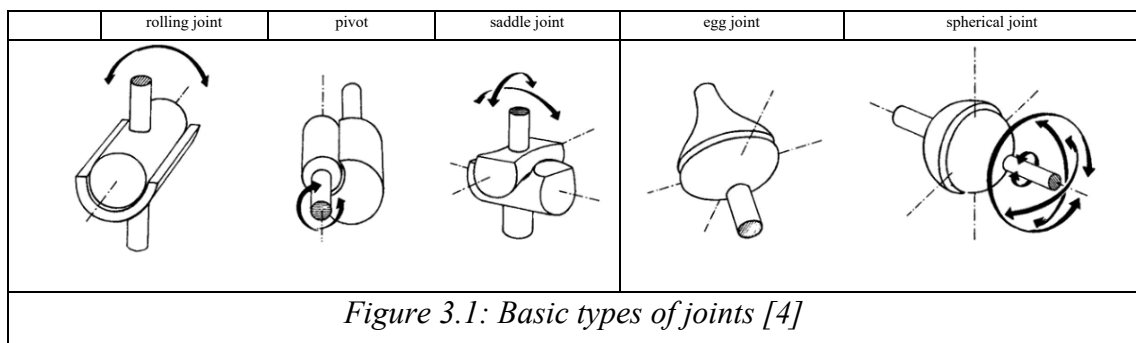 rolling joint pivot saddle joint egg joint spherical joint
Figure 3.1: Basic types of joints [4]